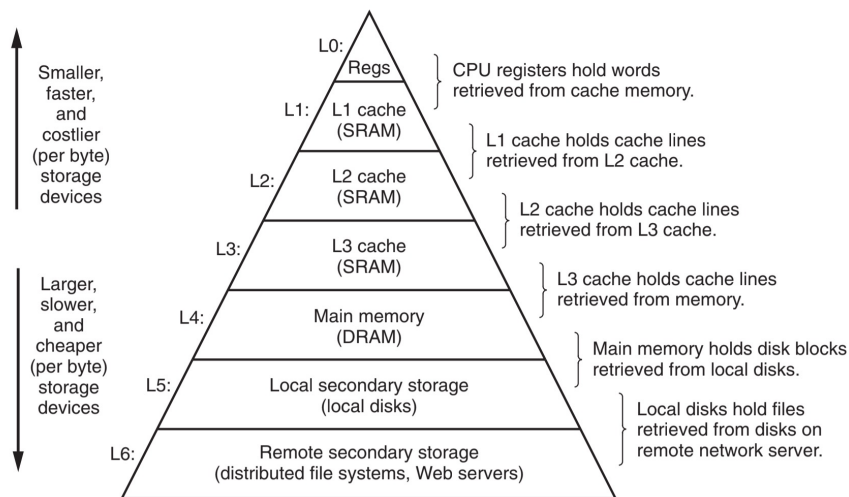 L0:
Regs
CPU registers hold words
retrieved from cache memory.
Smaller,
faster,
and
costlier
(per byte)
storage
devices
L1:
L1 cache
(SRAM)
L1 cache holds cache lines
retrieved from L2 cache.
L2:
L2 cache
(SRAM)
L2 cache holds cache lines
retrieved from L3 cache.
L3:
L3 cache
(SRAM)
L3 cache holds cache lines
retrieved from memory.
Larger,
slower,
and
cheaper
(per byte)
storage
devices
L4:
Main memory
(DRAM)
Main memory holds disk blocks
retrieved from local disks.
L5:
Local secondary storage
(local disks)
Local disks hold files
retrieved from disks on
remote network server.
L6:
Remote secondary storage
(distributed file systems, Web servers)